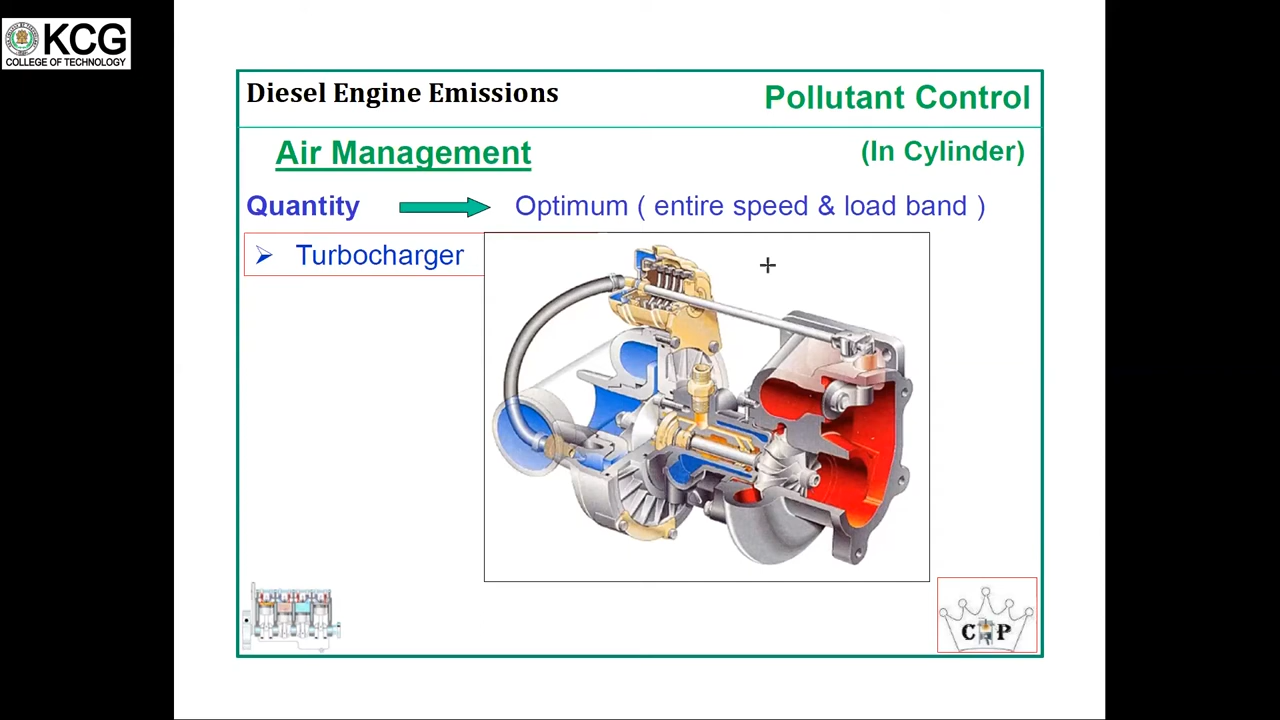 KCG
COLLEGE OF TECHNOLOGY
Diesel Engine Emissions
Pollutant Control
Air Management
(In Cylinder)
Quantity
Optimum ( entire speed & load band )
Turbocharger
C P